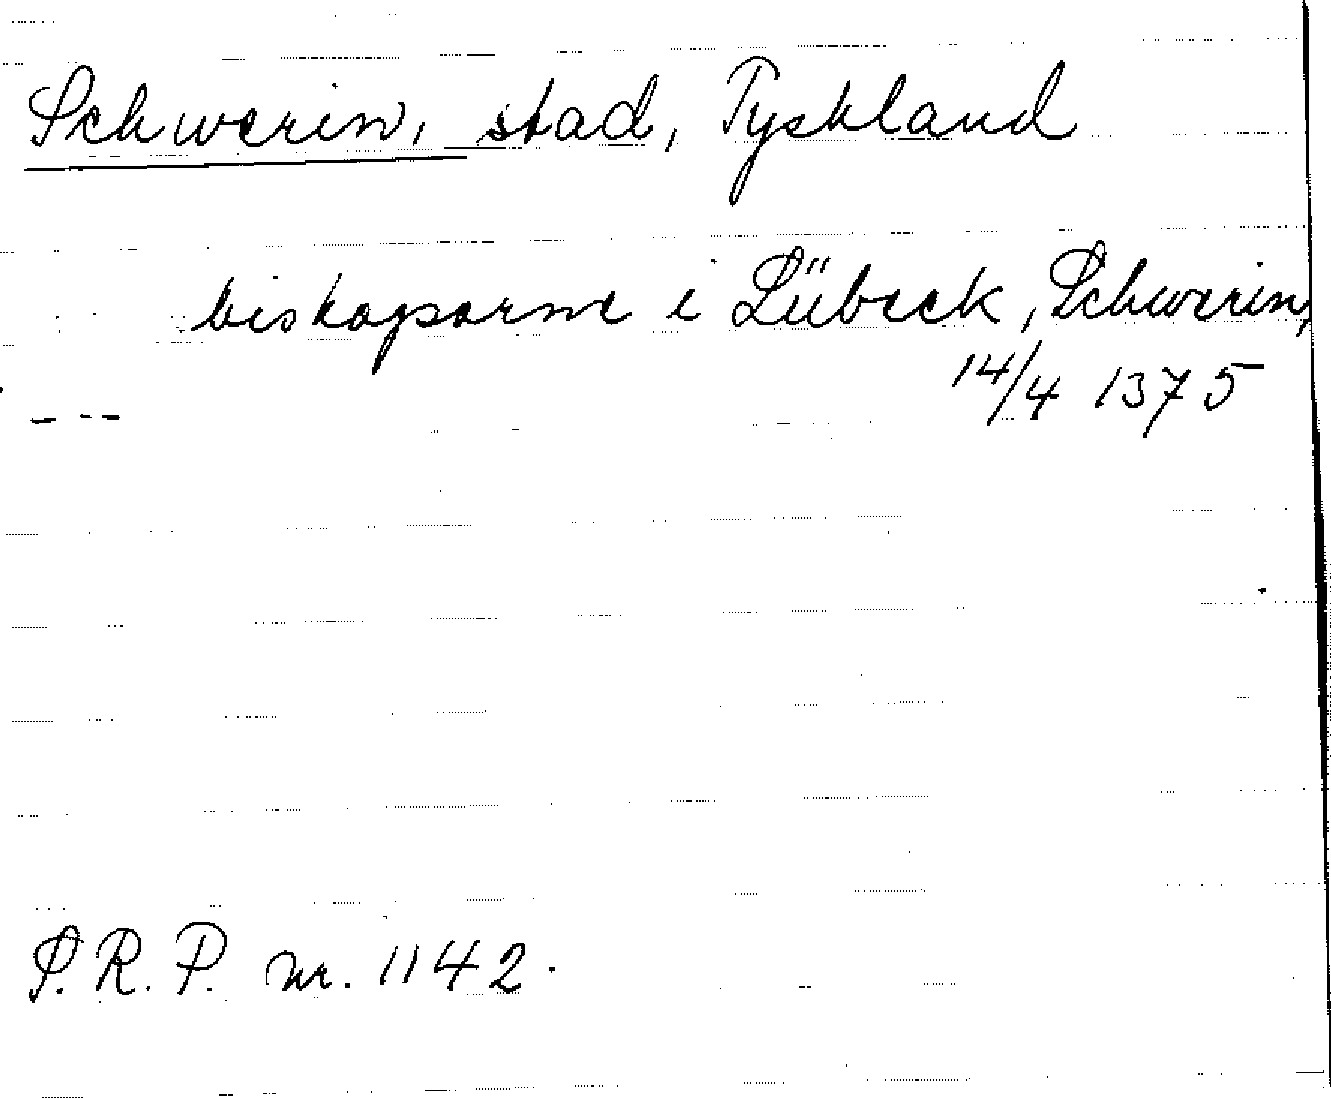 Schwerin, stad, Tyskland
biskoparne i Lübeck, Schwerin,
14/4 1375
- - -
S.R.P. nr. 1142.